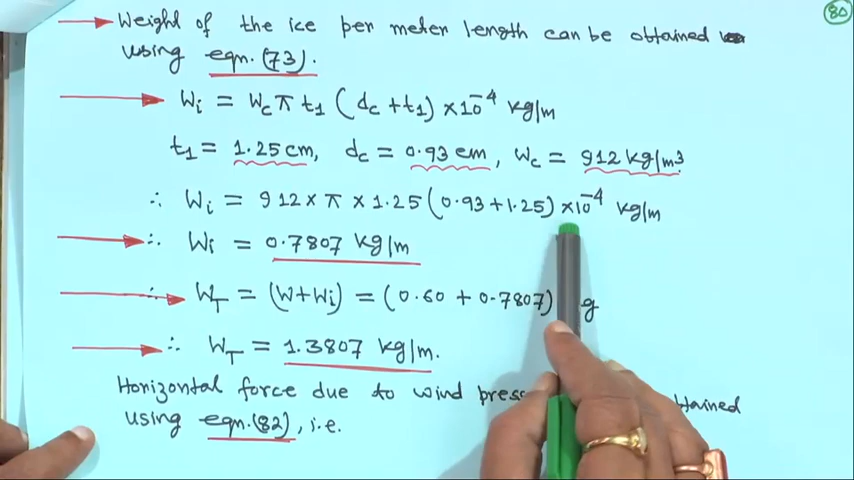 80
Weight of the ice per meter length can be obtained
using eqn. (73).
Wi = Wc π t1 (dc + t1) × 10^-4 kg/m
t1 = 1.25 cm, dc = 0.93 cm, Wc = 912 kg/m³
∴ Wi = 912 × π × 1.25 (0.93 + 1.25) × 10^-4 kg/m
∴ Wi = 0.7807 kg/m
∴ WT = (W + Wi) = (0.60 + 0.7807) g
∴ WT = 1.3807 kg/m.
Horizontal force due to wind press tained
using eqn. (82), i.e.